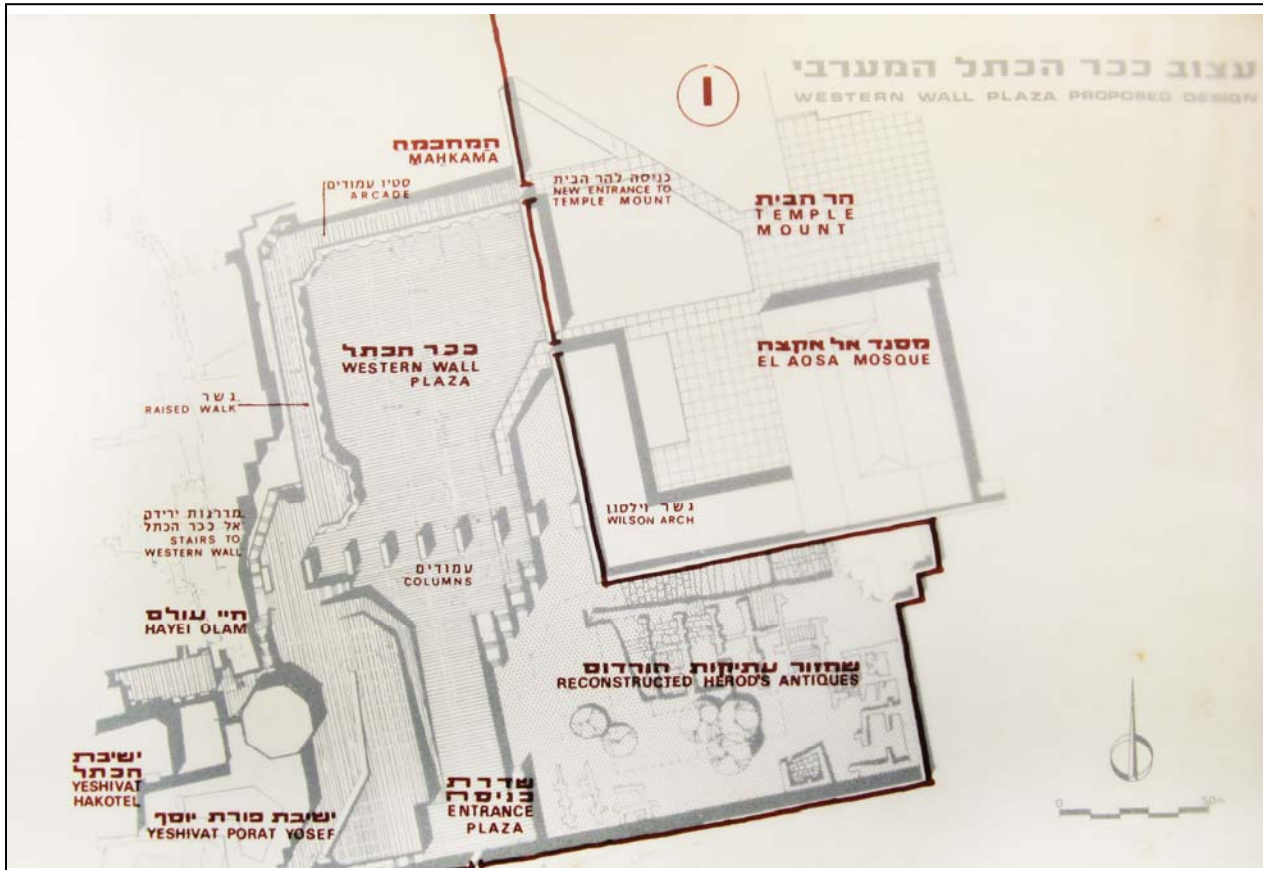 עצוב ככר הכתל המערבי
WESTERN WALL PLAZA PROPOSED DESIGN
I
המחכמה
MAHKAMA
סטיו עמודים
ARCADE
כניסה להר הבית
NEW ENTRANCE TO
TEMPLE MOUNT
הר הבית
TEMPLE
MOUNT
ככר הכתל
WESTERN WALL
PLAZA
מסגד אל אקצה
EL AQSA MOSQUE
גשר
RAISED WALK
מדרגות ירידה
אל ככר הכתל
STAIRS TO
WESTERN WALL
גשר וילסון
WILSON ARCH
עמודים
COLUMNS
חיי עולם
HAYEI OLAM
שחזור עתיקות הורדוס
RECONSTRUCTED HEROD'S ANTIQUES
ישיבת
הכתל
YESHIVAT
HAKOTEL
ישיבת פורת יוסף
YESHIVAT PORAT YOSEF
שדרת
כניסה
ENTRANCE
PLAZA
0
50m